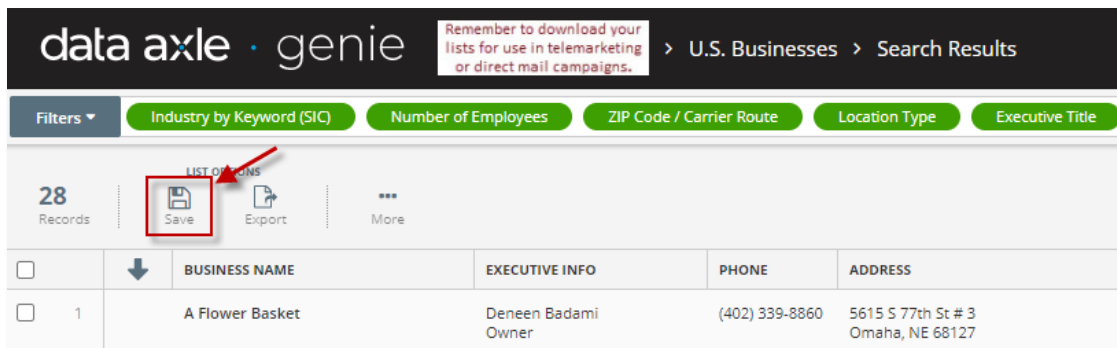 data axle · genie
Remember to download your
lists for use in telemarketing
or direct mail campaigns.
> U.S. Businesses > Search Results
Filters
Industry by Keyword (SIC)
Number of Employees
ZIP Code / Carrier Route
Location Type
Executive Title
LIST OPTIONS
28
Records
Save
Export
More
BUSINESS NAME
EXECUTIVE INFO
PHONE
ADDRESS
1
A Flower Basket
Deneen Badami
Owner
(402) 339-8860
5615 S 77th St # 3
Omaha, NE 68127